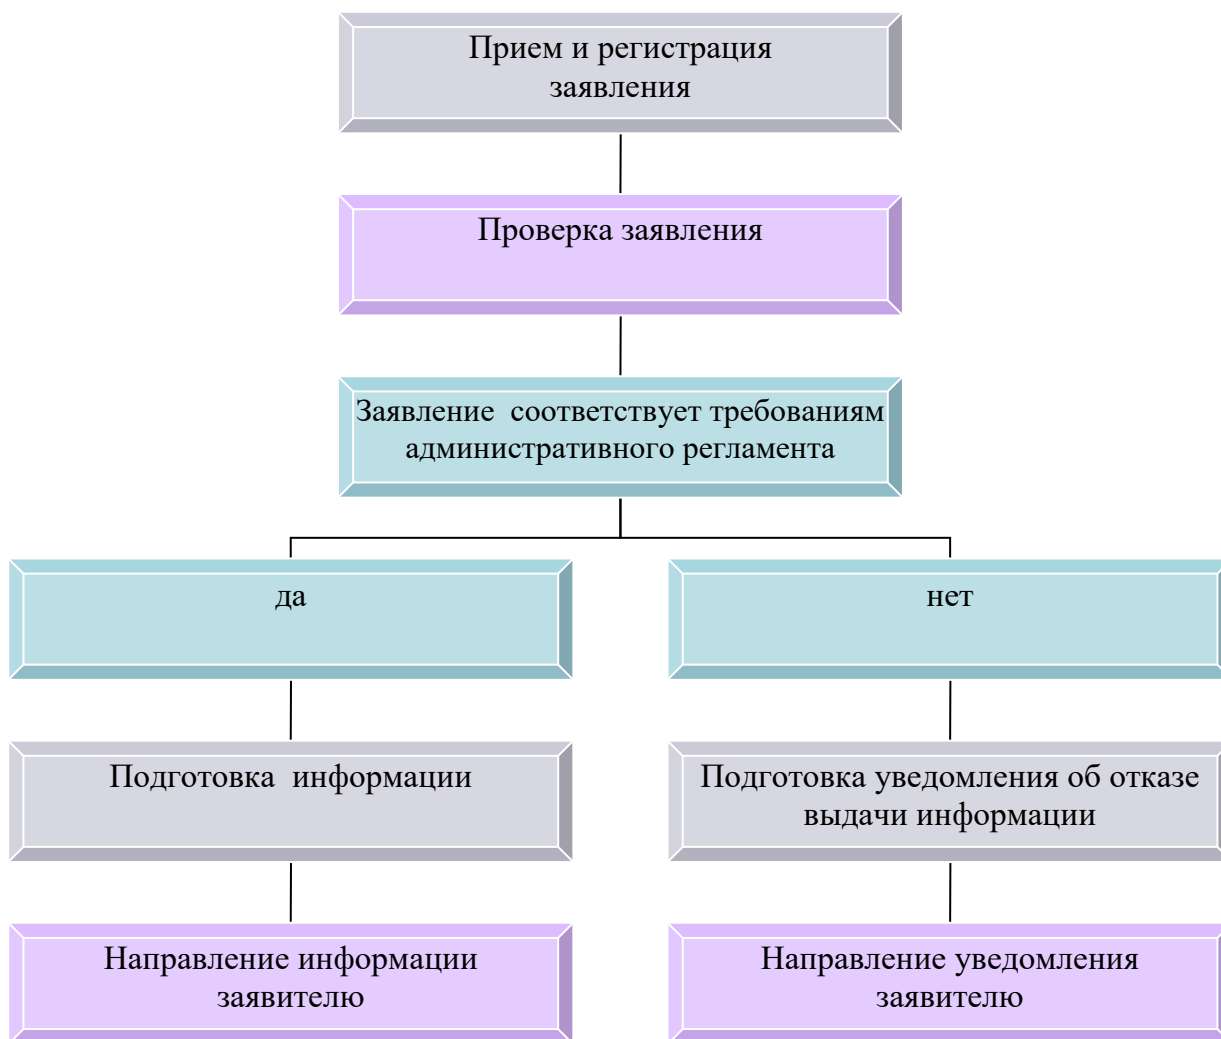 Прием и регистрация
заявления
Проверка заявления
Заявление  соответствует требованиям
административного регламента
да
нет
Подготовка  информации
Подготовка уведомления об отказе
выдачи информации
Направление информации
заявителю
Направление уведомления
заявителю